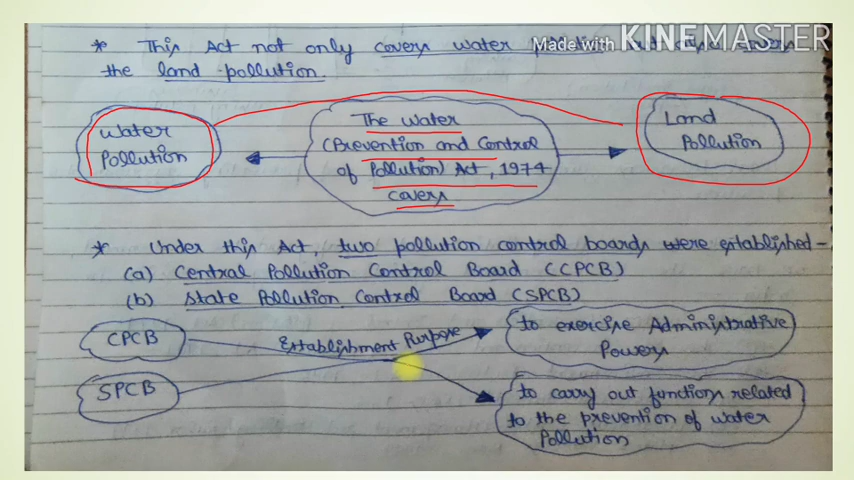 * This Act not only covers water
the land pollution.
Made with KINEMASTER
Water
Pollution
The Water
(Prevention and Control
of Pollution) Act, 1974
covers
Land
Pollution
* Under this Act, two pollution control boards were established-
(a) Central Pollution Control Board (CPCB)
(b) State Pollution Control Board (SPCB)
CPCB
SPCB
Establishment Purpose
to exercise Administrative
Powers
to carry out functions related
to the prevention of water
Pollution